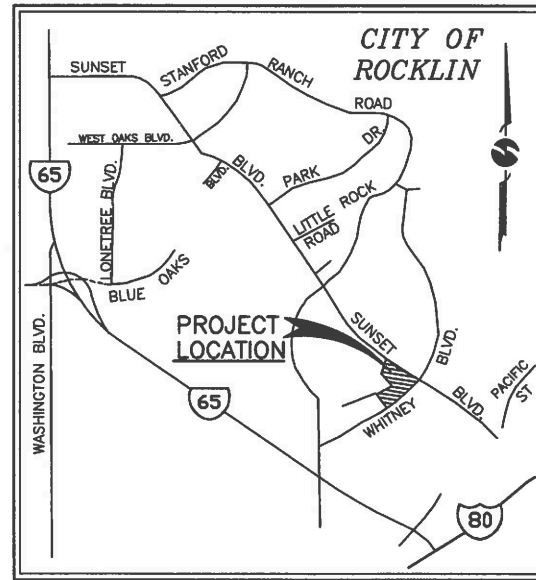 CITY OF
ROCKLIN
SUNSET
STANFORD
RANCH
ROAD
WEST OAKS BLVD.
DR.
BLVD.
BLVD.
PARK
65
LONETREE BLVD.
LITTLE ROCK
ROAD
BLUE OAKS
PROJECT
LOCATION
SUNSET
BLVD.
WASHINGTON BLVD.
65
WHITNEY
BLVD.
PACIFIC
ST
80